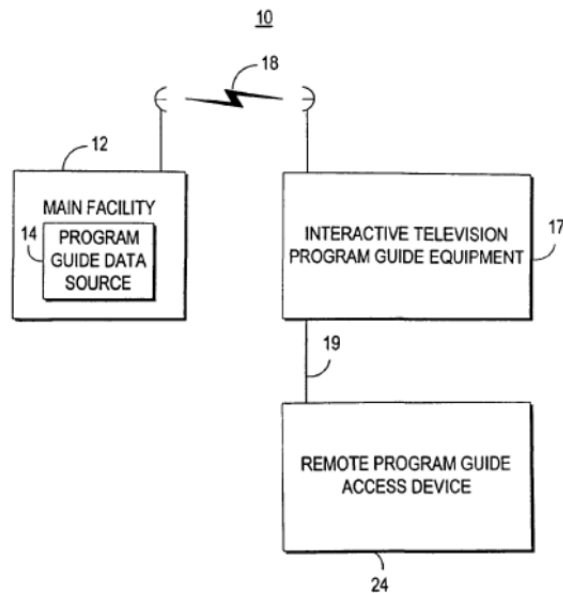 10
18
12
MAIN FACILITY
14
PROGRAM
GUIDE DATA
SOURCE
INTERACTIVE TELEVISION
PROGRAM GUIDE EQUIPMENT
17
19
REMOTE PROGRAM GUIDE
ACCESS DEVICE
24